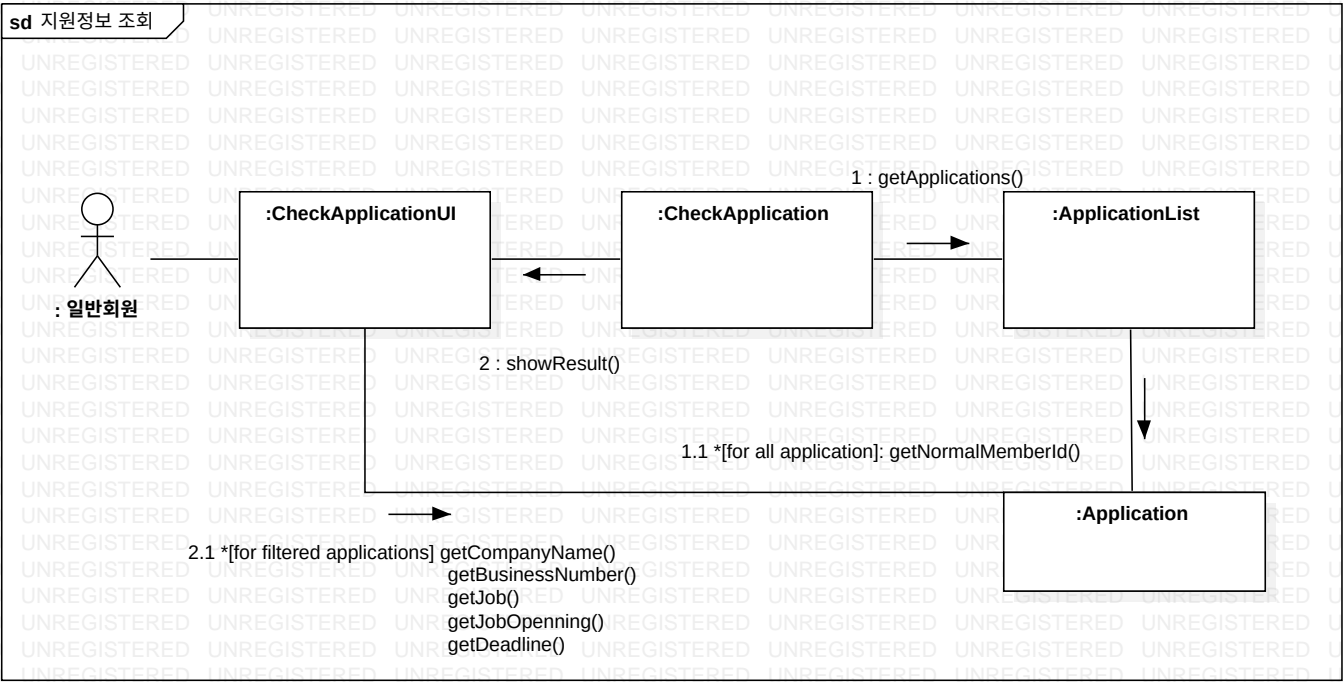 sd 지원정보 조회
1 : getApplications()
:CheckApplicationUI
:CheckApplication
:ApplicationList
: 일반회원
2 : showResult()
1.1 *[for all application]: getNormalMemberId()
:Application
2.1 *[for filtered applications] getCompanyName()
getBusinessNumber()
getJob()
getJobOpenning()
getDeadline()
UNREGISTERED